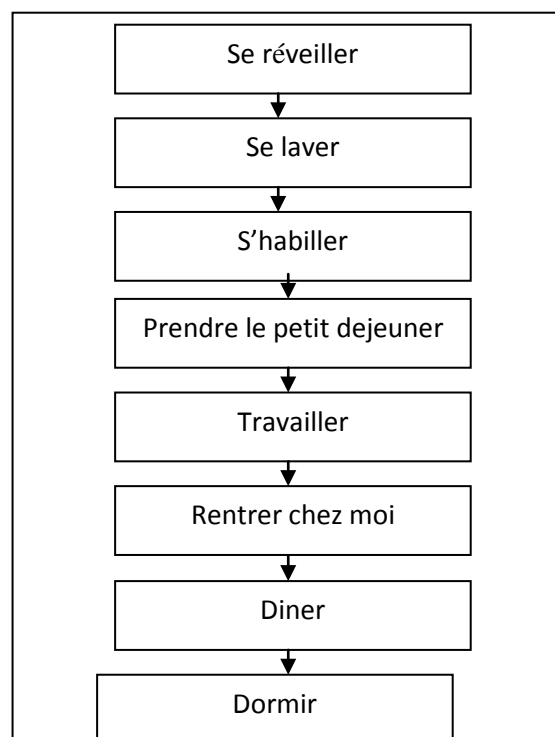 Se réveiller
Se laver
S’habiller
Prendre le petit dejeuner
Travailler
Rentrer chez moi
Diner
Dormir